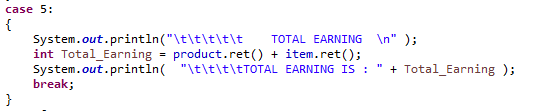 case 5:
{
System.out.println("\t\t\t\t\t    TOTAL EARNING  \n" );
int Total_Earning = product.ret() + item.ret();
System.out.println(  "\t\t\t\tTOTAL EARNING IS : " + Total_Earning );
break;
}